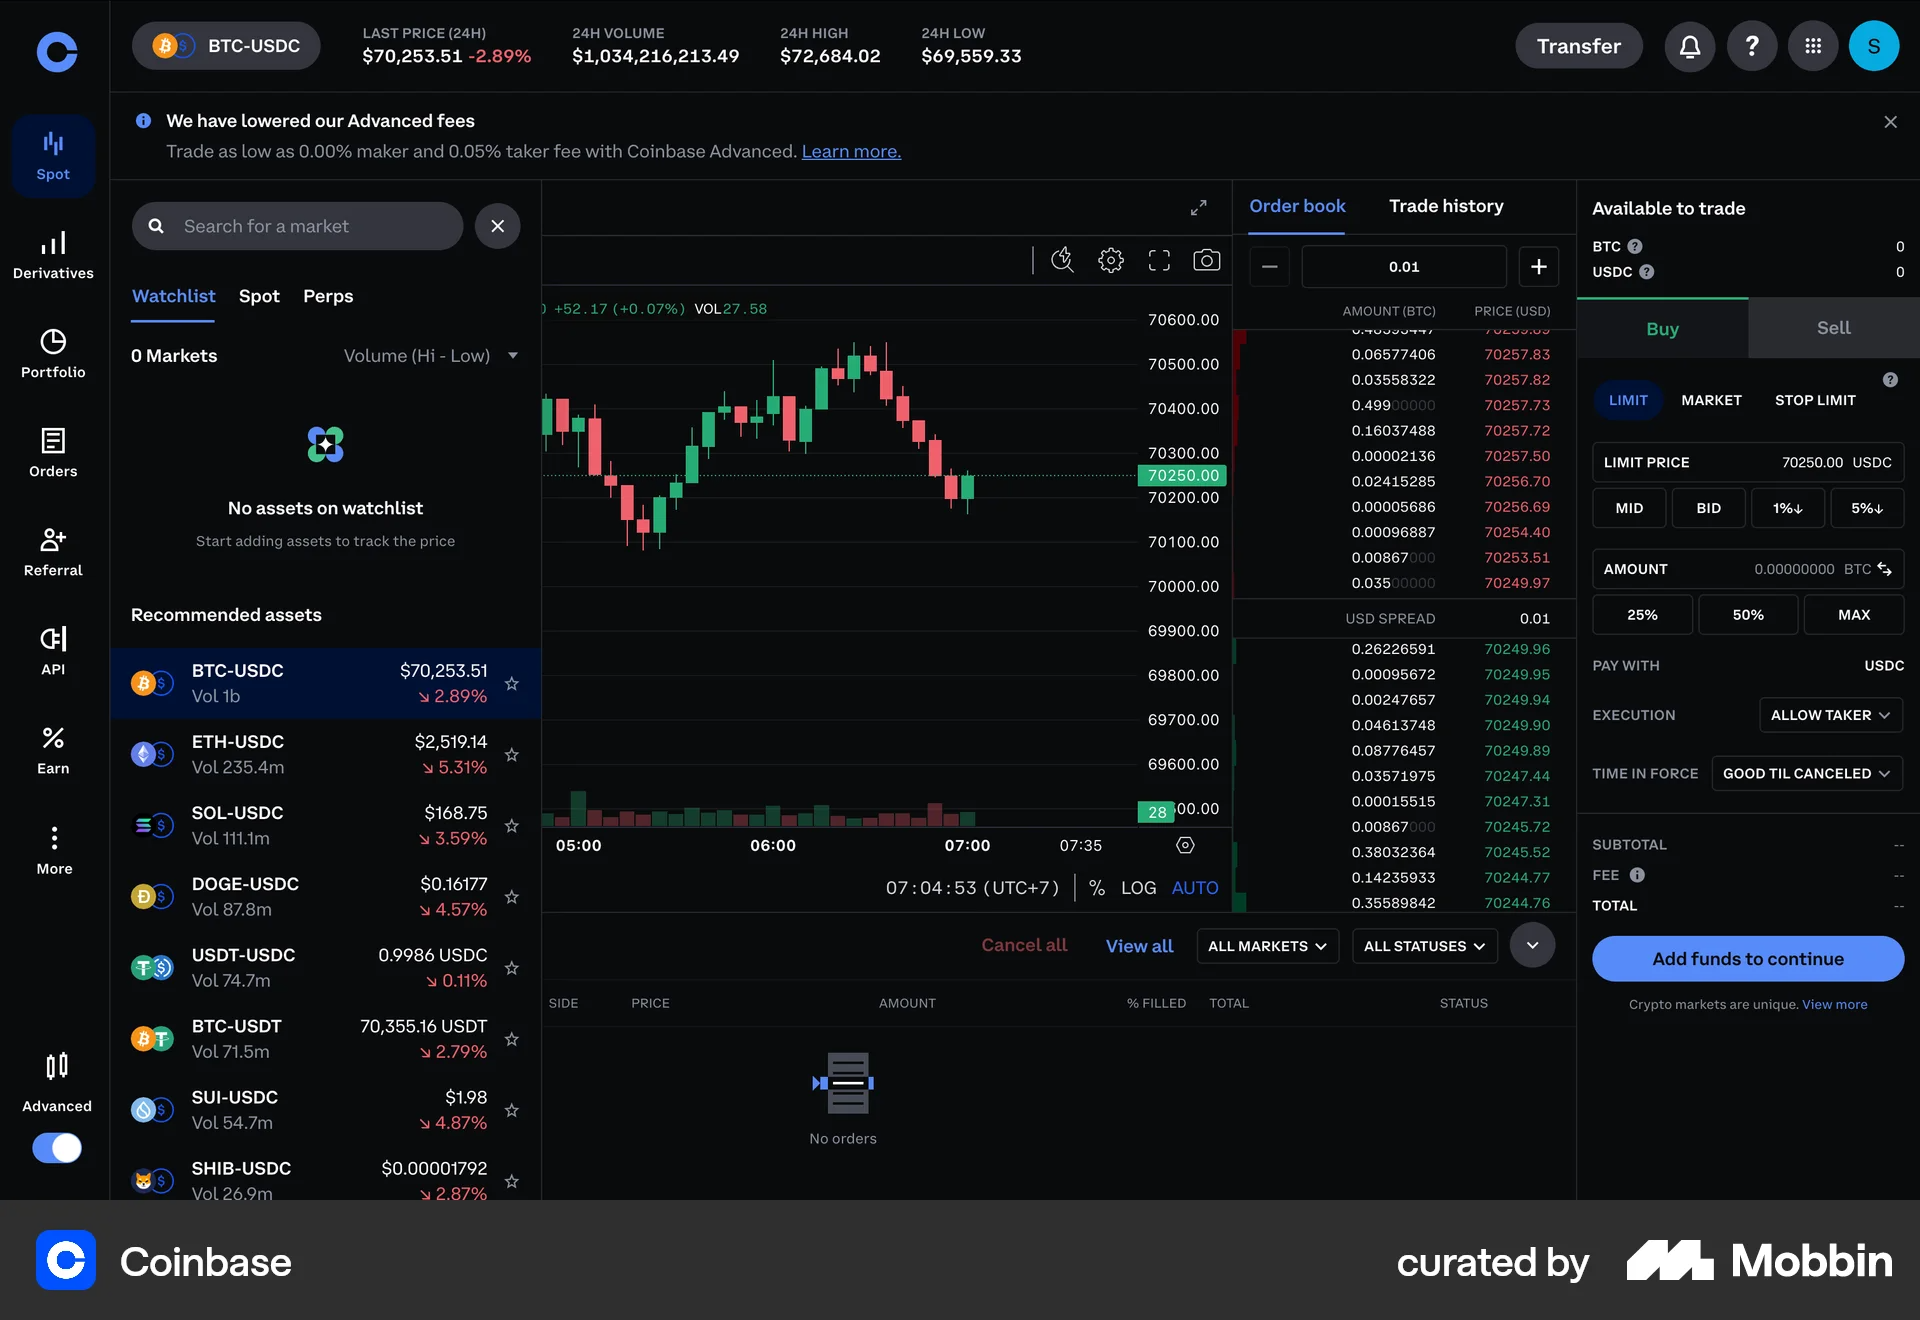 BTC-USDC
LAST PRICE (24H)
$70,253.51 -2.89%
24H VOLUME
$1,034,216,213.49
24H HIGH
$72,684.02
24H LOW
$69,559.33
Transfer
?
S
We have lowered our Advanced fees
Trade as low as 0.00% maker and 0.05% taker fee with Coinbase Advanced. Learn more.
Spot
Derivatives
Portfolio
Orders
Referral
API
Earn
More
Advanced
Search for a market
Watchlist Spot Perps
0 Markets Volume (Hi - Low)
No assets on watchlist
Start adding assets to track the price
Recommended assets
BTC-USDC $70,253.51
Vol 1b ↘ 2.89%
ETH-USDC $2,519.14
Vol 235.4m ↘ 5.31%
SOL-USDC $168.75
Vol 111.1m ↘ 3.59%
DOGE-USDC $0.16177
Vol 87.8m ↘ 4.57%
USDT-USDC 0.9986 USDC
Vol 74.7m ↘ 0.11%
BTC-USDT 70,355.16 USDT
Vol 71.5m ↘ 2.79%
SUI-USDC $1.98
Vol 54.7m ↘ 4.87%
SHIB-USDC $0.00001792
Vol 26.9m ↘ 2.87%
+52.17 (+0.07%) VOL27.58
70600.00
70500.00
70400.00
70300.00
70250.00
70200.00
70100.00
70000.00
69900.00
69800.00
69700.00
69600.00
28 00.00
05:00 06:00 07:00 07:35
07:04:53 (UTC+7) % LOG AUTO
Order book Trade history
0.01
AMOUNT (BTC) PRICE (USD)
0.06577406 70257.83
0.03558322 70257.82
0.49900000 70257.73
0.16037488 70257.72
0.00002136 70257.50
0.02415285 70256.70
0.00005686 70256.69
0.00096887 70254.40
0.00867000 70253.51
0.03500000 70249.97
USD SPREAD 0.01
0.26226591 70249.96
0.00095672 70249.95
0.00247657 70249.94
0.04613748 70249.90
0.08776457 70249.89
0.03571975 70247.44
0.00015515 70247.31
0.00867000 70245.72
0.38032364 70245.52
0.14235933 70244.77
0.35589842 70244.76
Cancel all View all ALL MARKETS ALL STATUSES
SIDE PRICE AMOUNT % FILLED TOTAL STATUS
No orders
Available to trade
BTC ? 0
USDC ? 0
Buy Sell
?
LIMIT MARKET STOP LIMIT
LIMIT PRICE 70250.00 USDC
MID BID 1%↓ 5%↓
AMOUNT 0.00000000 BTC
25% 50% MAX
PAY WITH USDC
EXECUTION ALLOW TAKER
TIME IN FORCE GOOD TIL CANCELED
SUBTOTAL --
FEE --
TOTAL --
Add funds to continue
Crypto markets are unique. View more
Coinbase
curated by Mobbin